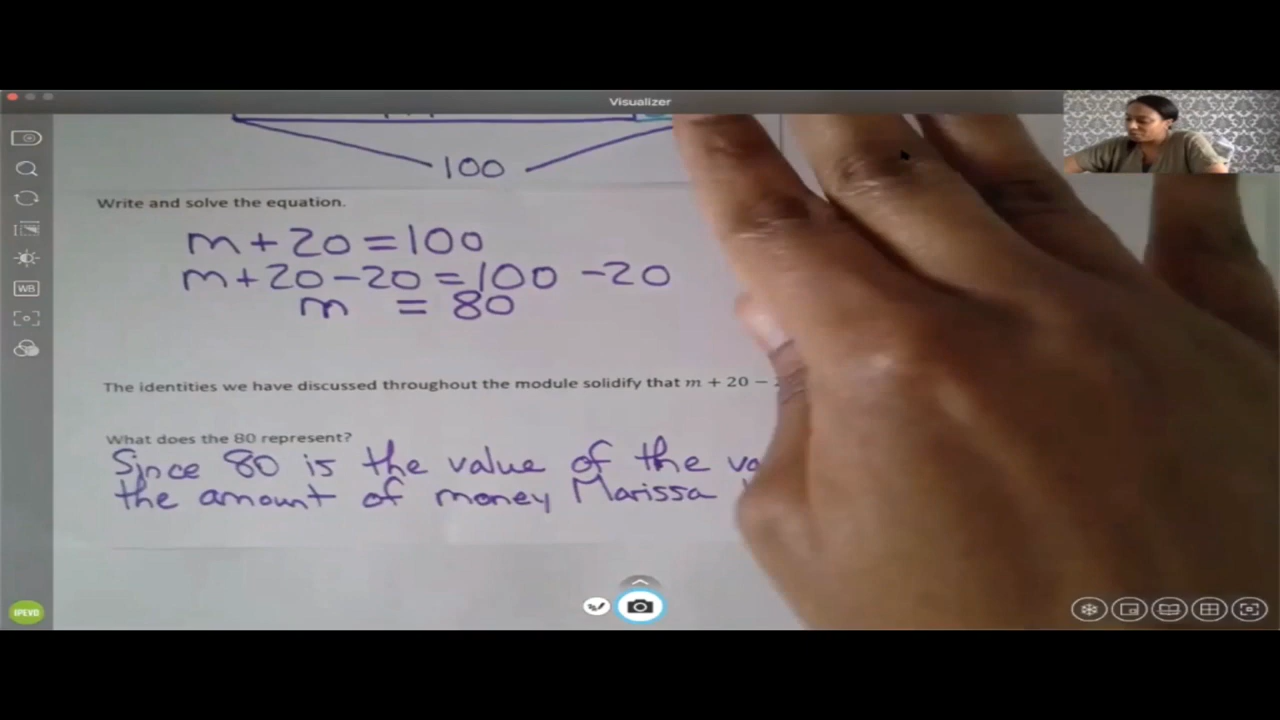 Visualizer
100
Write and solve the equation.
m + 20 = 100
m + 20 - 20 = 100 - 20
m = 80
The identities we have discussed throughout the module solidify that m + 20 −
What does the 80 represent?
Since 80 is the value of the
the amount of money Marissa
WB
IPEVO